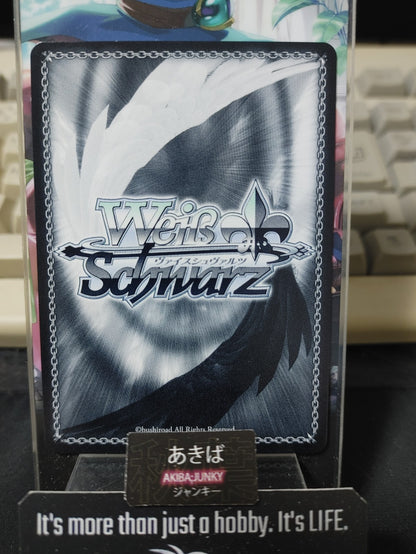 Weiß
Schwarz
ヴァイスシュヴァルツ
©bushiroad All Rights Reserved.
あきば
AKIBA;JUNKY
ジャンキー
It's more than just a hobby. It's LIFE.